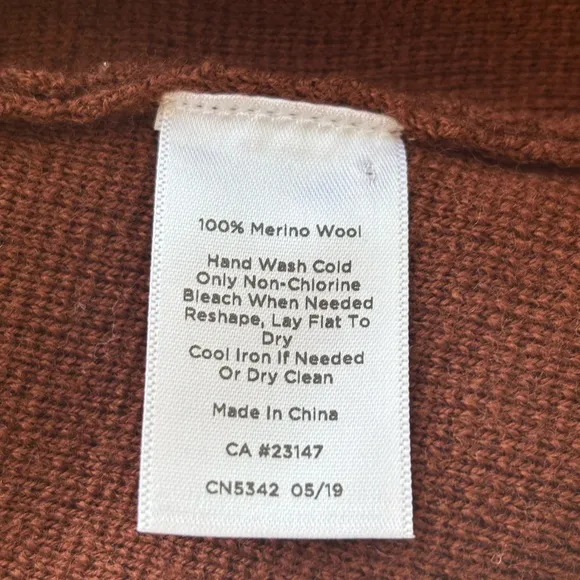 100% Merino Wool
Hand Wash Cold
Only Non-Chlorine
Bleach When Needed
Reshape, Lay Flat To
Dry
Cool Iron If Needed
Or Dry Clean
Made In China
CA #23147
CN5342 05/19